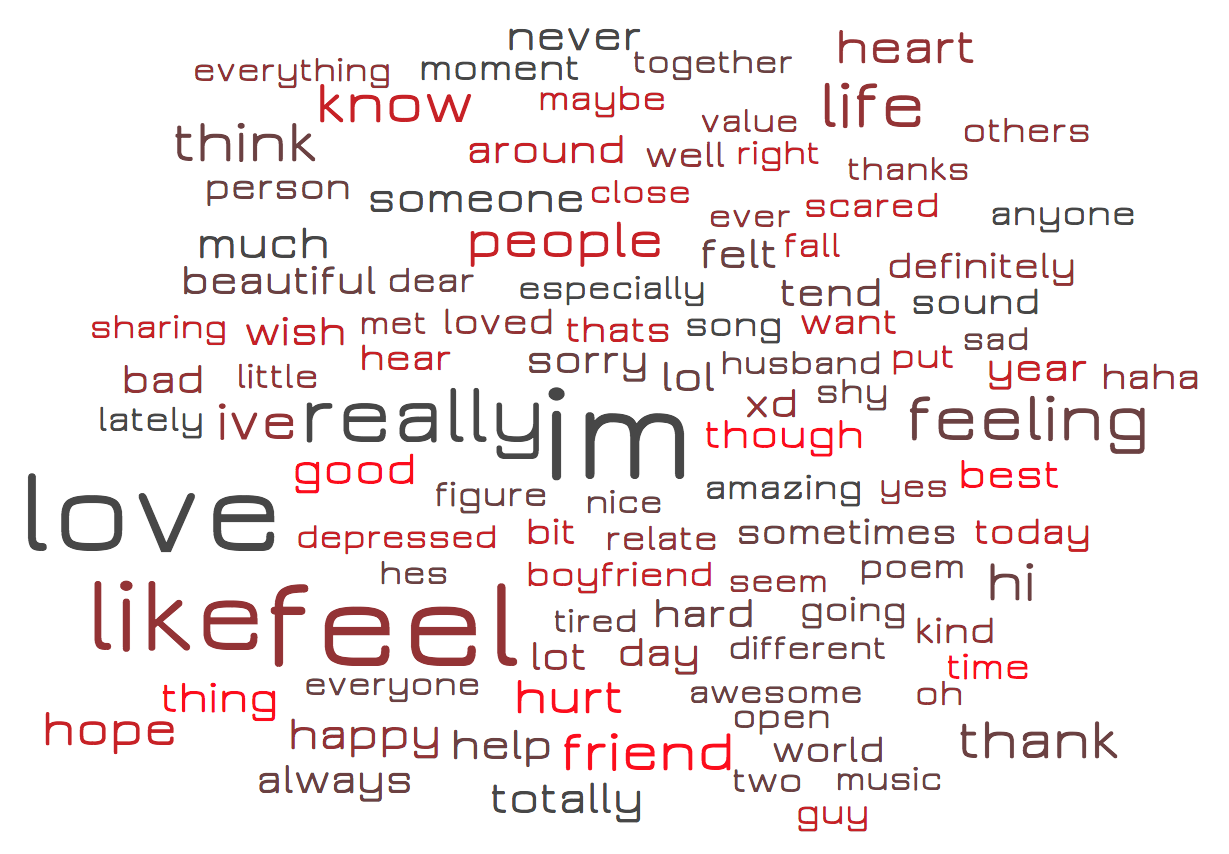 never
heart
everything
moment
together
know
maybe
life
think
value
others
around
well
right
thanks
person
someone
close
ever
scared
anyone
much
people
felt
fall
definitely
beautiful
dear
especially
tend
sound
sharing
wish
met
loved
thats
song
want
sad
hear
sorry
husband
put
year
haha
bad
little
lol
shy
lately
ive
really
im
xd
though
feeling
good
figure
nice
amazing
yes
best
love
depressed
bit
relate
sometimes
today
hes
boyfriend
seem
poem
hi
like
feel
tired
hard
going
kind
lot
day
different
time
thing
everyone
hurt
awesome
oh
hope
happy
help
friend
open
world
thank
always
totally
two
music
guy